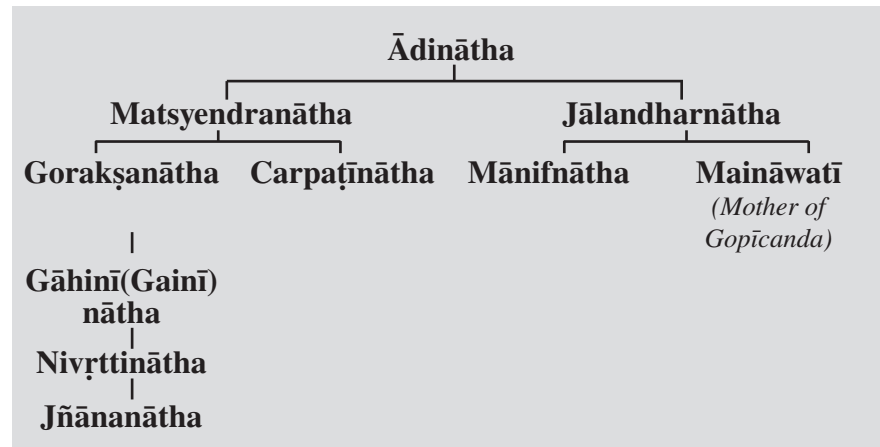 Ādinātha
Matsyendranātha Jālandharnātha
Gorakṣanātha Carpaṭīnātha Mānifnātha Maināwatī
(Mother of
Gopīcanda)
Gāhinī(Gainī)
nātha
Nivṛttinātha
Jñānanātha